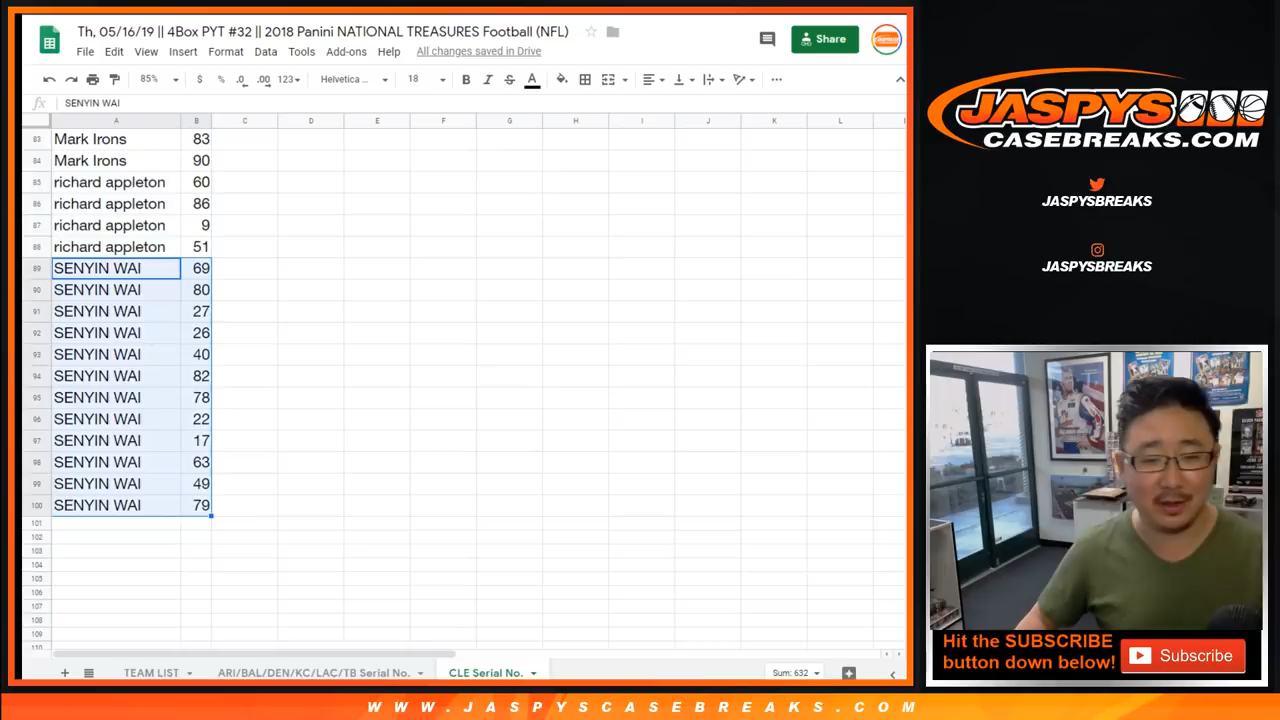 Th, 05/16/19 || 4Box PYT #32 || 2018 Panini NATIONAL TREASURES Football (NFL)
File Edit View Insert Format Data Tools Add-ons Help All changes saved in Drive
Share
85% $ % .0 .00 123 Helvetica ... 18 B I S A
fx SENYIN WAI
A B C D E F G H I J K L
83 Mark Irons 83
84 Mark Irons 90
85 richard appleton 60
86 richard appleton 86
87 richard appleton 9
88 richard appleton 51
89 SENYIN WAI 69
90 SENYIN WAI 80
91 SENYIN WAI 27
92 SENYIN WAI 26
93 SENYIN WAI 40
94 SENYIN WAI 82
95 SENYIN WAI 78
96 SENYIN WAI 22
97 SENYIN WAI 17
98 SENYIN WAI 63
99 SENYIN WAI 49
100 SENYIN WAI 79
101
102
103
104
105
106
107
108
109
110
TEAM LIST ARI/BAL/DEN/KC/LAC/TB Serial No. CLE Serial No. Sum: 632
JASPYS
CASEBREAKS.COM
JASPYSBREAKS
JASPYSBREAKS
Hit the SUBSCRIBE
button down below!
Subscribe
WWW.JASPYSCASEBREAKS.COM